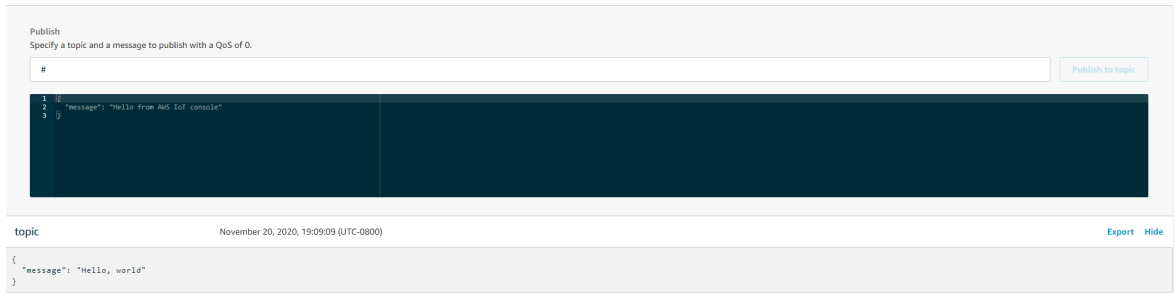 Publish
Specify a topic and a message to publish with a QoS of 0.
#
Publish to topic
1 {
2 "message": "Hello from AWS IoT console"
3 }
topic November 20, 2020, 19:09:09 (UTC-0800) Export Hide
{
"message": "Hello, world"
}